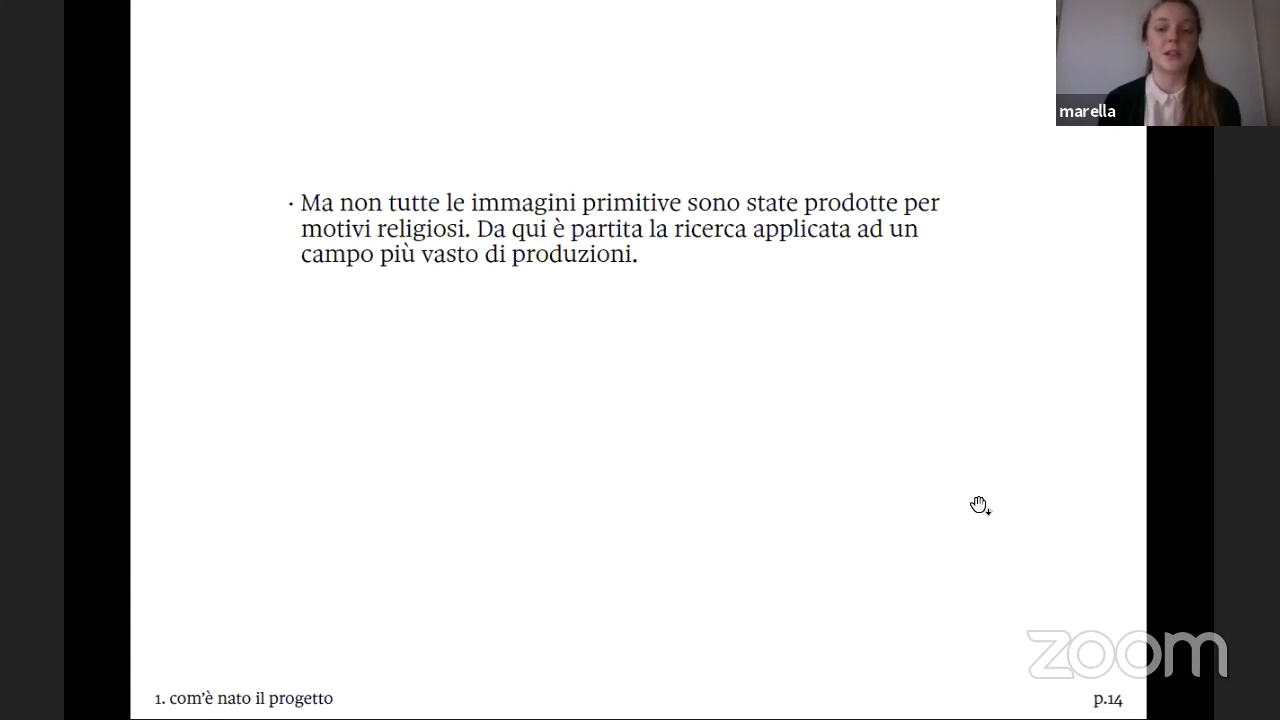 marella
· Ma non tutte le immagini primitive sono state prodotte per
motivi religiosi. Da qui è partita la ricerca applicata ad un
campo più vasto di produzioni.
zoom
1. com'è nato il progetto
p.14